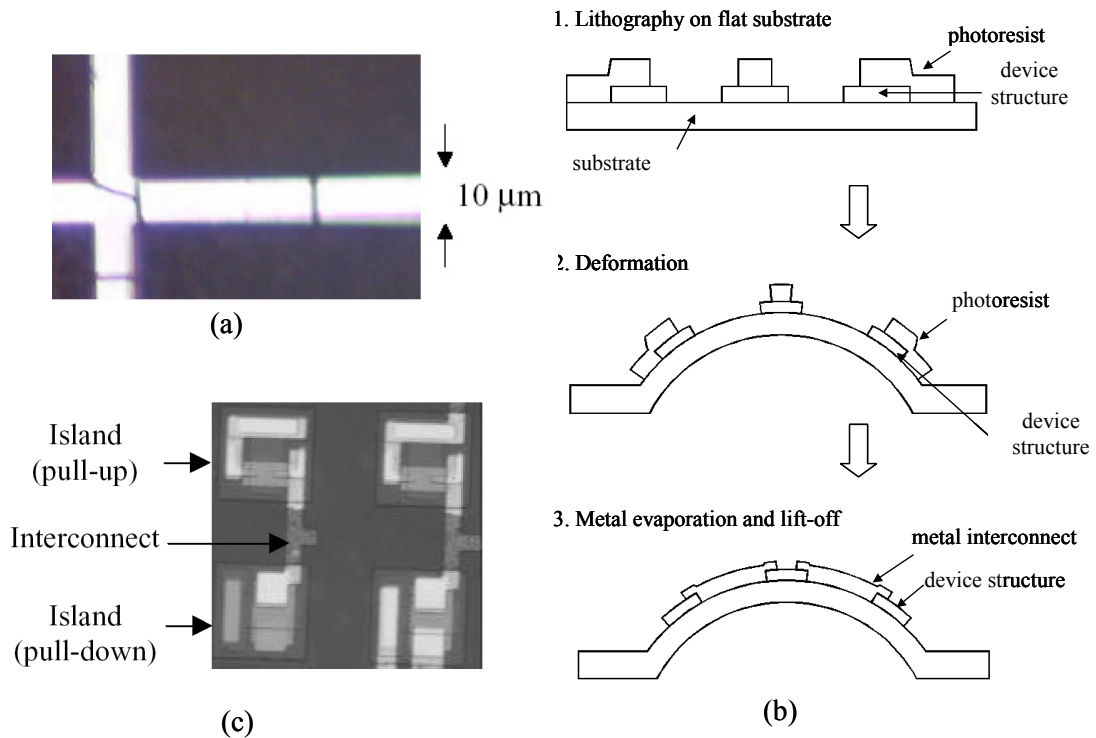 10 μm
(a)
1. Lithography on flat substrate
photoresist
device
structure
substrate
2. Deformation
photoresist
device
structure
3. Metal evaporation and lift-off
metal interconnect
device structure
(b)
Island
(pull-up)
Interconnect
Island
(pull-down)
(c)